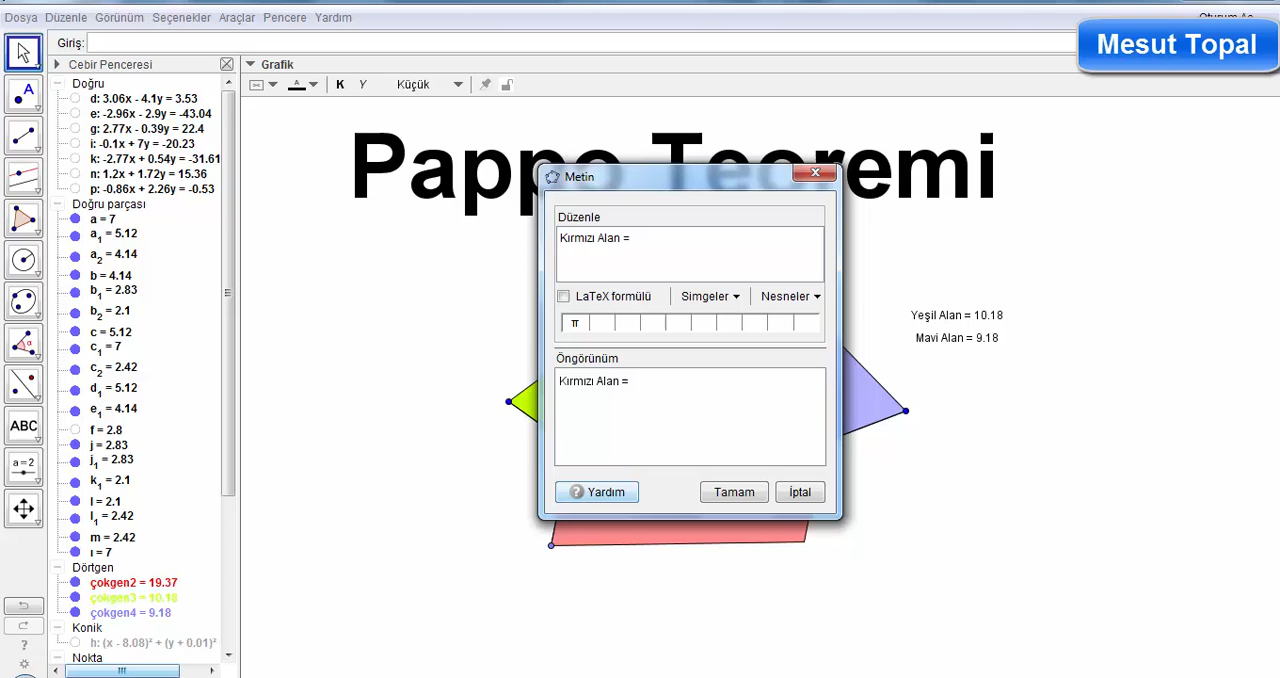 Dosya Düzenle Görünüm Seçenekler Araçlar Pencere Yardım
Mesut Topal
Giriş:
Cebir Penceresi
Grafik
K Y Küçük
Doğru
d: 3.06x - 4.1y = 3.53
e: -2.96x - 2.9y = -43.04
g: 2.77x - 0.39y = 22.4
i: -0.1x + 7y = -20.23
k: -2.77x + 0.54y = -31.61
n: 1.2x + 1.72y = 15.36
p: -0.86x + 2.26y = -0.53
Doğru parçası
a = 7
a1 = 5.12
a2 = 4.14
b = 4.14
b1 = 2.83
b2 = 2.1
c = 5.12
c1 = 7
c2 = 2.42
d1 = 5.12
e1 = 4.14
f = 2.8
j = 2.83
j1 = 2.83
k1 = 2.1
l = 2.1
l1 = 2.42
m = 2.42
ı = 7
Dörtgen
çokgen2 = 19.37
çokgen3 = 10.18
çokgen4 = 9.18
Konik
h: (x - 8.08)² + (y + 0.01)²
Nokta
A
α
ABC
a = 2
?
Pappo Teoremi
Metin
Düzenle
Kırmızı Alan =
LaTeX formülü Simgeler Nesneler
π
Öngörünüm
Kırmızı Alan =
? Yardım Tamam İptal
Yeşil Alan = 10.18
Mavi Alan = 9.18